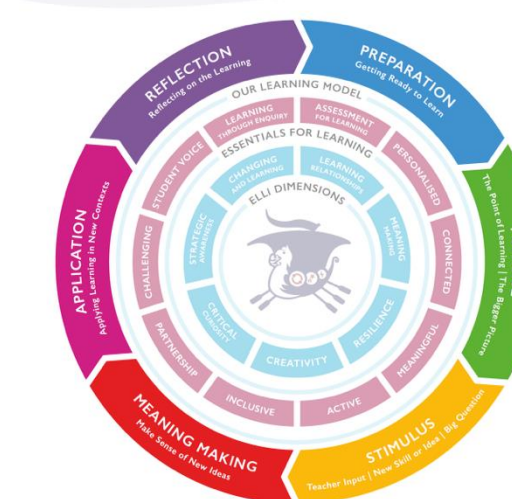 PREPARATION
Getting Ready to Learn
The Point of Learning | The Bigger Picture
STIMULUS
Teacher Input | New Skill or Idea | Big Question
MEANING MAKING
Make Sense of New Ideas
APPLICATION
Applying Learning in New Contexts
REFLECTION
Reflecting on the Learning
OUR LEARNING MODEL
ASSESSMENT
FOR LEARNING
PERSONALISED
CONNECTED
MEANINGFUL
ACTIVE
INCLUSIVE
PARTNERSHIP
CHALLENGING
STUDENT VOICE
LEARNING
THROUGH ENQUIRY
ESSENTIALS FOR LEARNING
LEARNING
RELATIONSHIPS
MEANING
MAKING
RESILIENCE
CREATIVITY
CRITICAL
CURIOSITY
STRATEGIC
AWARENESS
CHANGING
AND LEARNING
ELLI DIMENSIONS